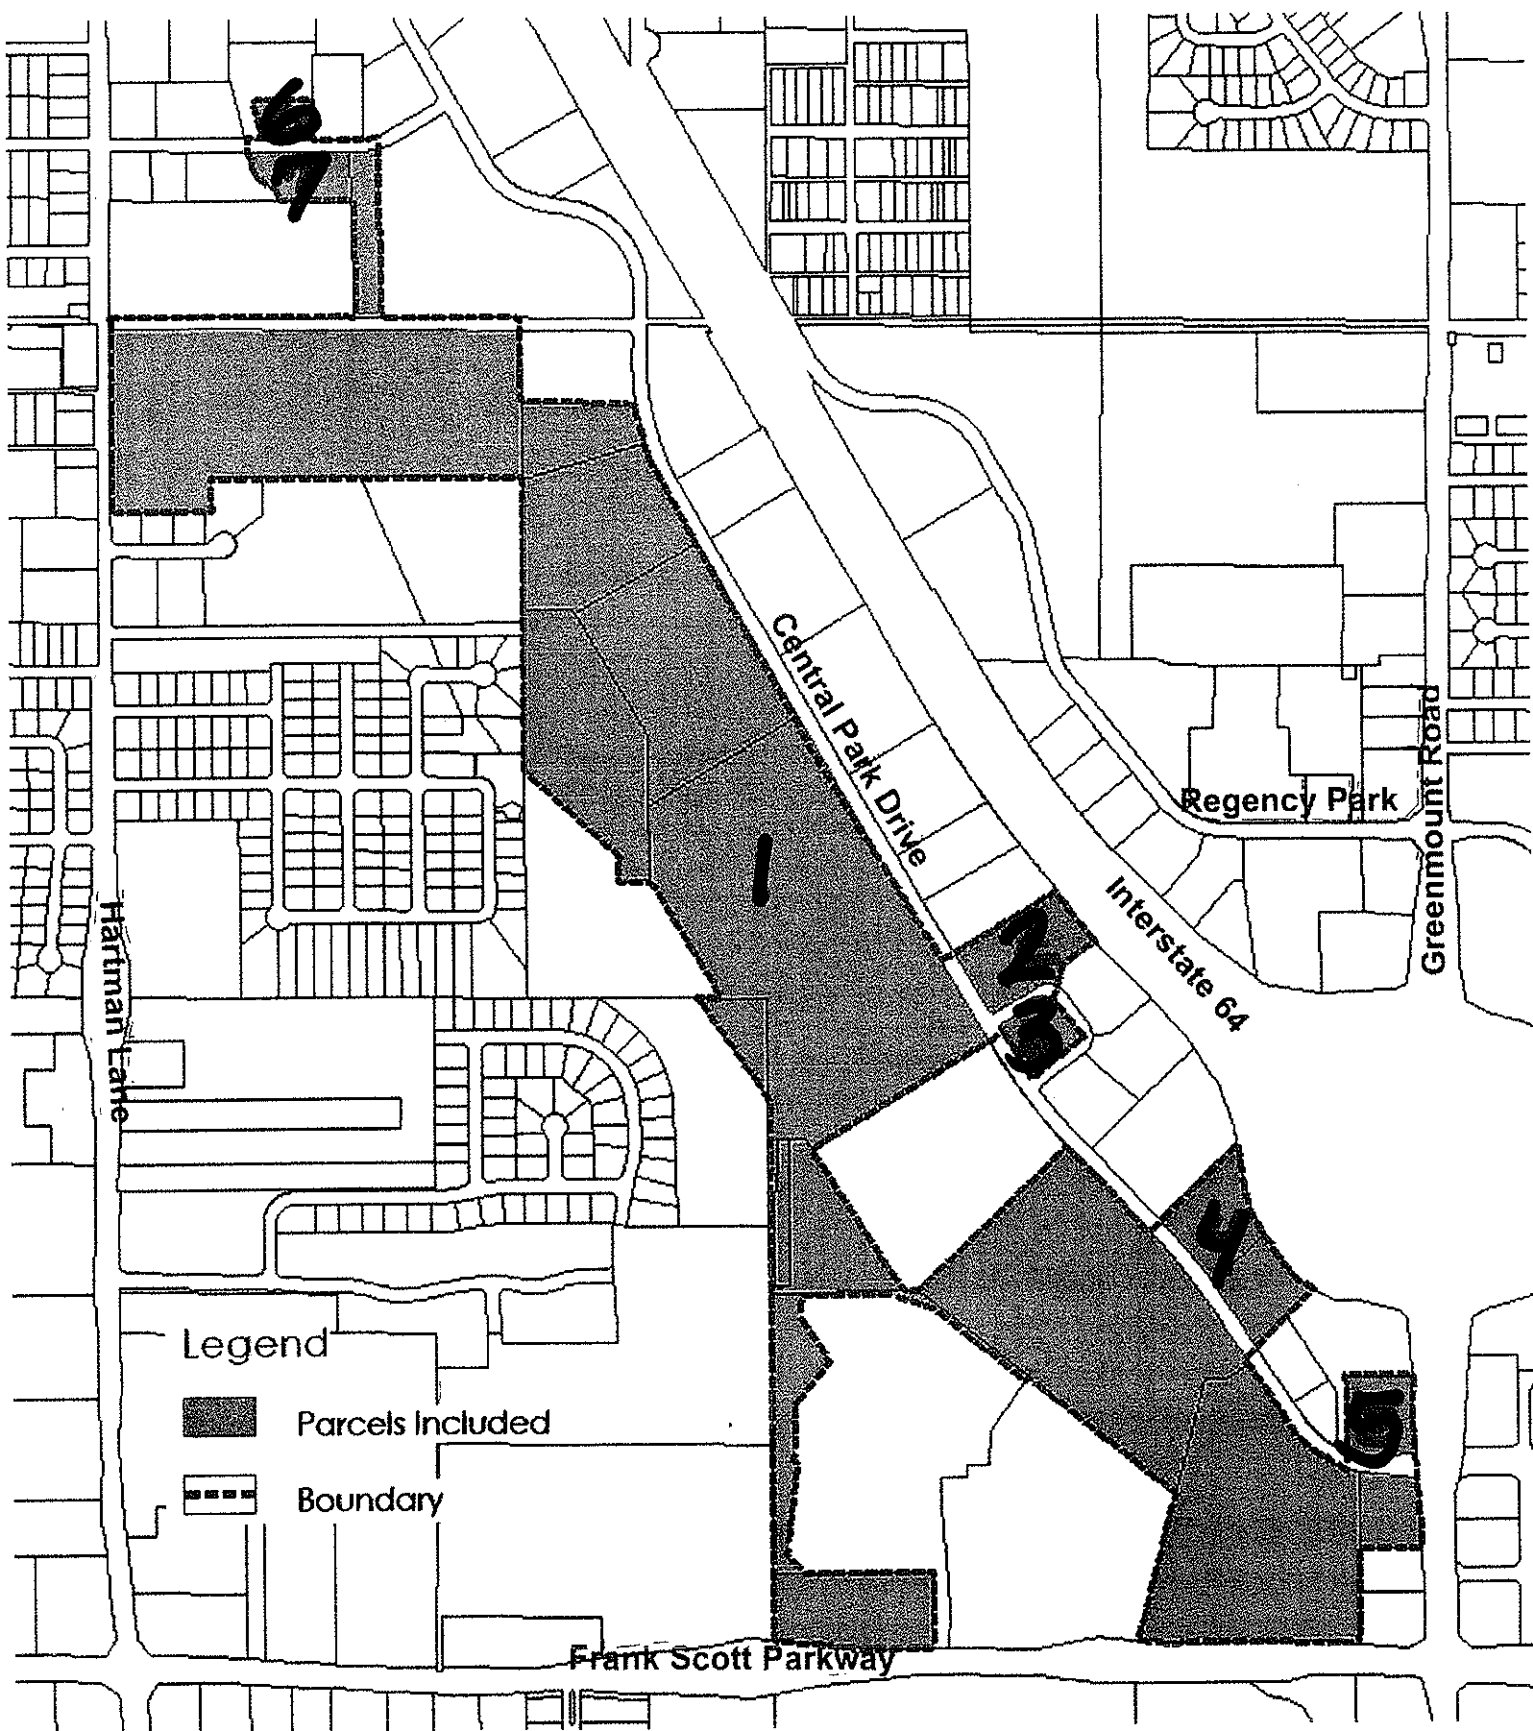 6
7
Central Park Drive
Regency Park
Greenmount Road
1
2
Interstate 64
Hartman Lane
3
4
Legend
Parcels Included
5
Boundary
Frank Scott Parkway